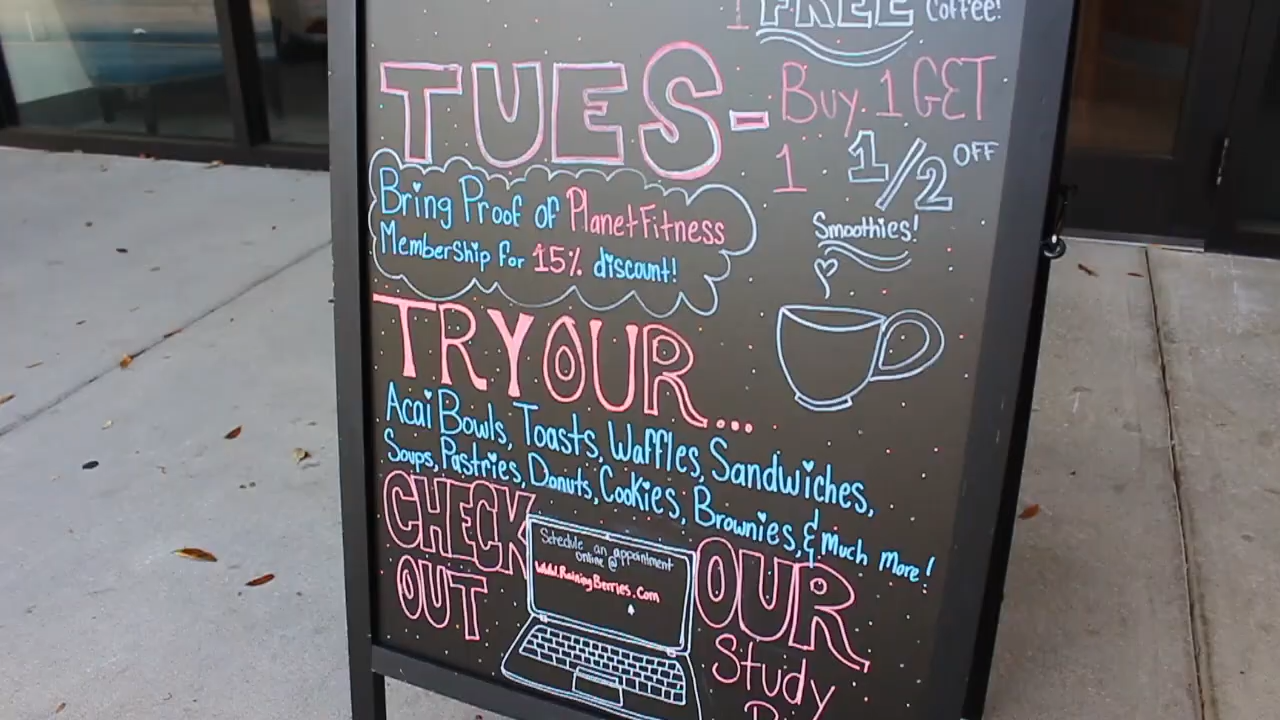 1 FREE Coffee!
TUES- Buy 1 GET
1 1/2 OFF
Smoothies!
Bring Proof of Planet Fitness
Membership for 15% discount!
TRY OUR...
Acai Bowls, Toasts, Waffles, Sandwiches,
Soups, Pastries, Donuts, Cookies, Brownies, & Much More!
CHECK
OUT
Schedule an appointment
online @
www.RainingBerries.com
OUR
Study